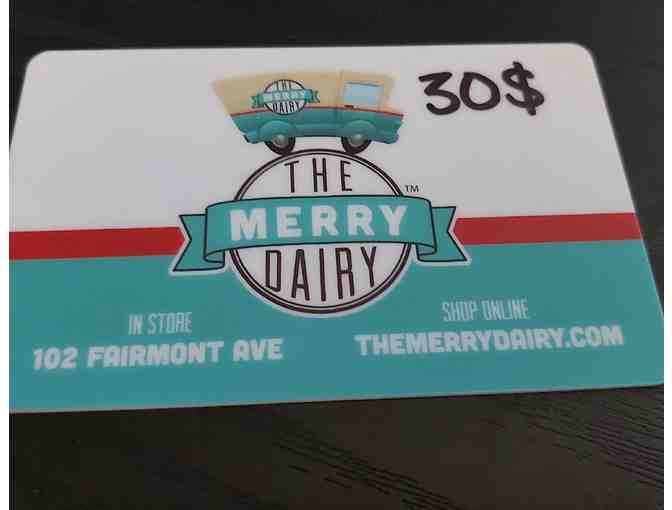 THE
MERRY
DAIRY
30$
THE
MERRY
DAIRY
TM
IN STORE
102 FAIRMONT AVE
SHOP ONLINE
THEMERRYDAIRY.COM